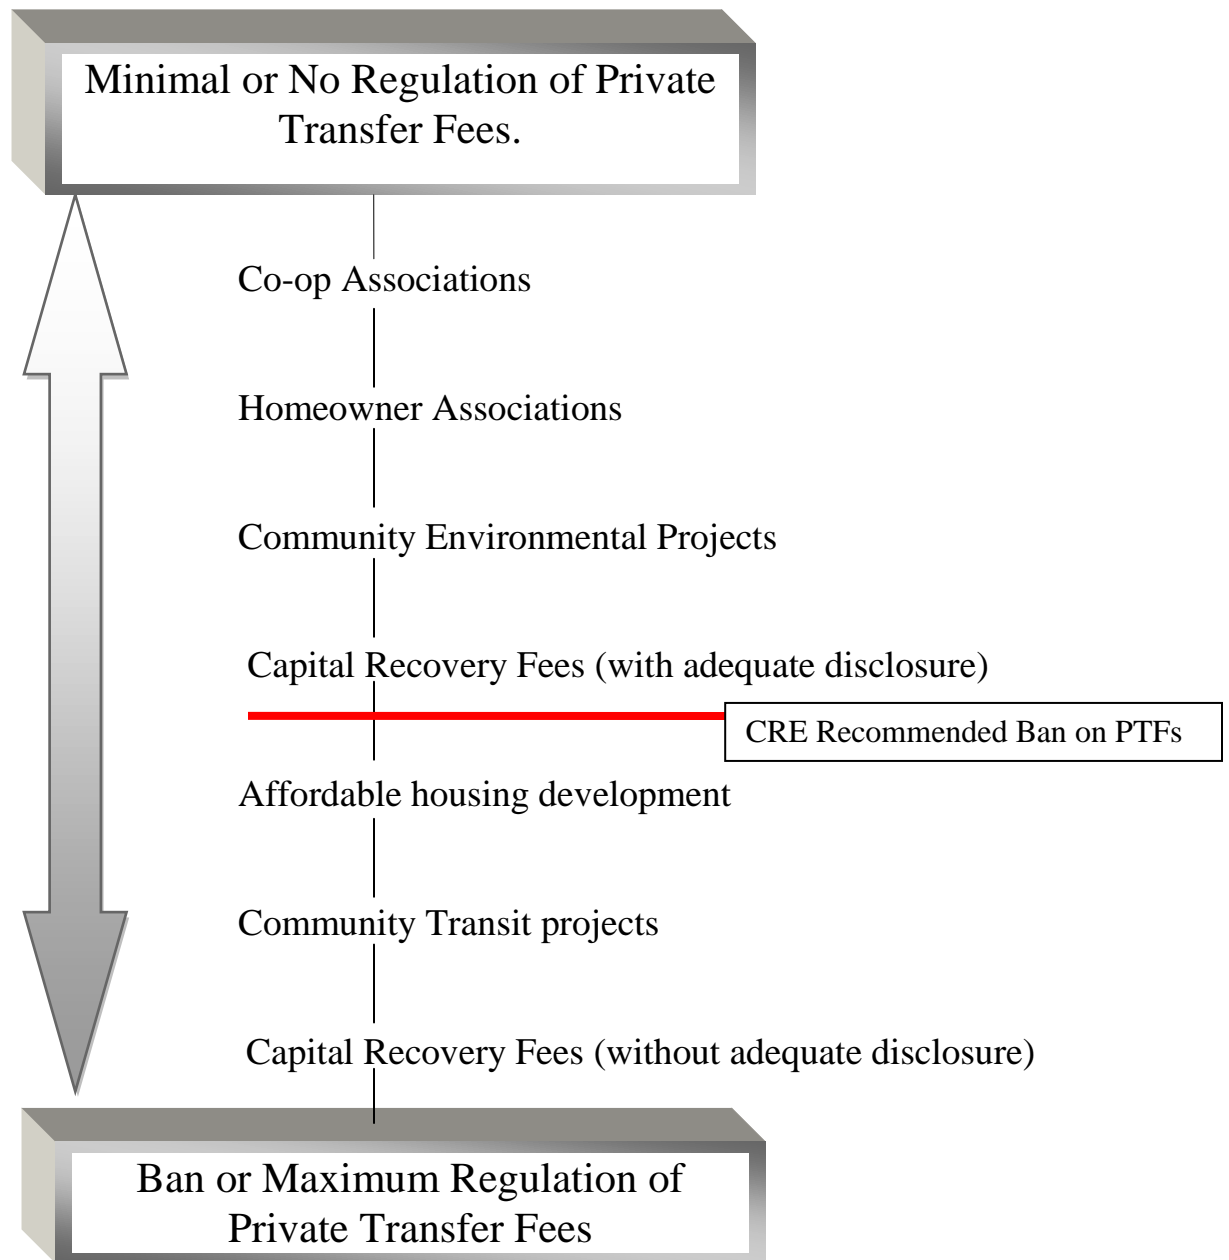 Minimal or No Regulation of Private
Transfer Fees.
Co-op Associations
Homeowner Associations
Community Environmental Projects
Capital Recovery Fees (with adequate disclosure)
CRE Recommended Ban on PTFs
Affordable housing development
Community Transit projects
Capital Recovery Fees (without adequate disclosure)
Ban or Maximum Regulation of
Private Transfer Fees